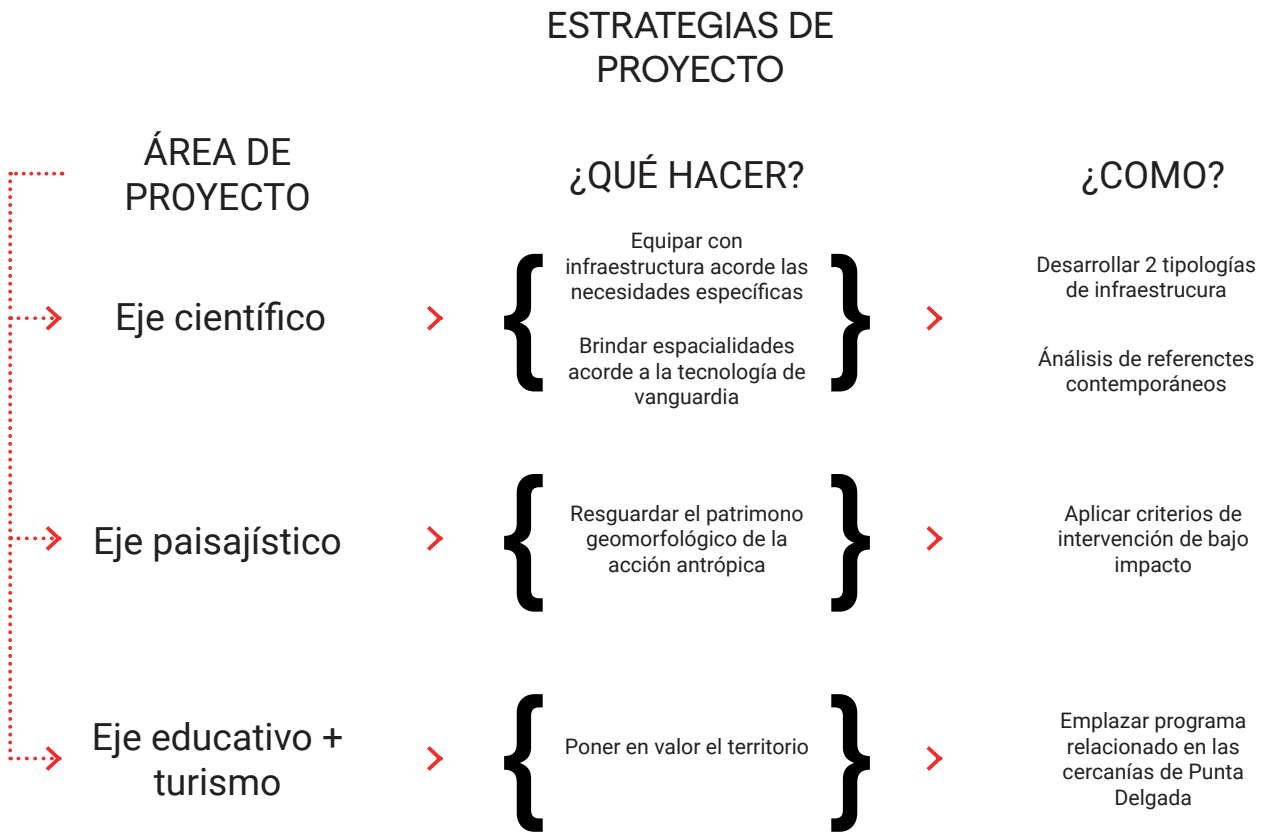 ESTRATEGIAS DE
PROYECTO
ÁREA DE
PROYECTO
¿QUÉ HACER?
¿COMO?
Eje científico
Equipar con
infraestructura acorde las
necesidades específicas
Brindar espacialidades
acorde a la tecnología de
vanguardia
Desarrollar 2 tipologías
de infraestrucura
Ánálisis de referenctes
contemporáneos
Eje paisajístico
Resguardar el patrimono
geomorfológico de la
acción antrópica
Aplicar criterios de
intervención de bajo
impacto
Eje educativo +
turismo
Poner en valor el territorio
Emplazar programa
relacionado en las
cercanías de Punta
Delgada